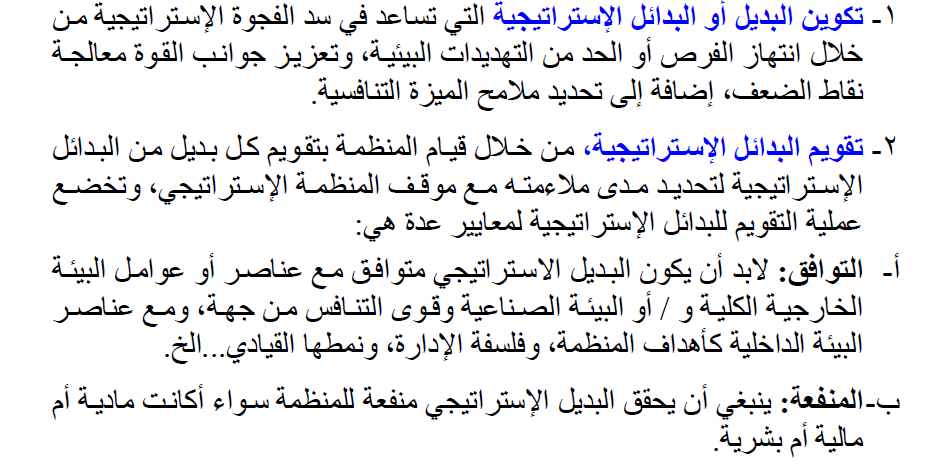 ١- تكوين البديل أو البدائل الإستراتيجية التي تساعد في سد الفجوة الإستراتيجية من
خلال انتهاز الفرص أو الحد من التهديدات البيئية، وتعزيز جوانب القوة معالجة
نقاط الضعف، إضافة إلى تحديد ملامح الميزة التنافسية.
٢- تقويم البدائل الإستراتيجية، من خلال قيام المنظمة بتقويم كل بديل من البدائل
الإستراتيجية لتحديد مدى ملاءمته مع موقف المنظمة الإستراتيجي، وتخضع
عملية التقويم للبدائل الإستراتيجية لمعايير عدة هي:
أ- التوافق: لابد أن يكون البديل الاستراتيجي متوافق مع عناصر أو عوامل البيئة
الخارجية الكلية و / أو البيئة الصناعية وقوى التنافس من جهة، ومع عناصر
البيئة الداخلية كأهداف المنظمة، وفلسفة الإدارة، ونمطها القيادي...الخ.
ب- المنفعة: ينبغي أن يحقق البديل الإستراتيجي منفعة للمنظمة سواء أكانت مادية أم
مالية أم بشرية.